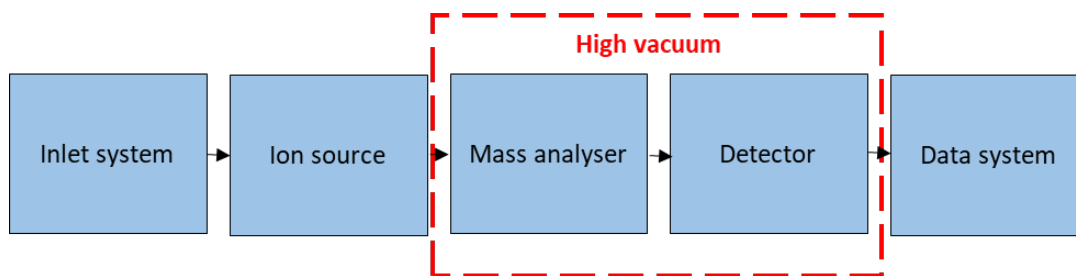 High vacuum
Inlet system
Ion source
Mass analyser
Detector
Data system